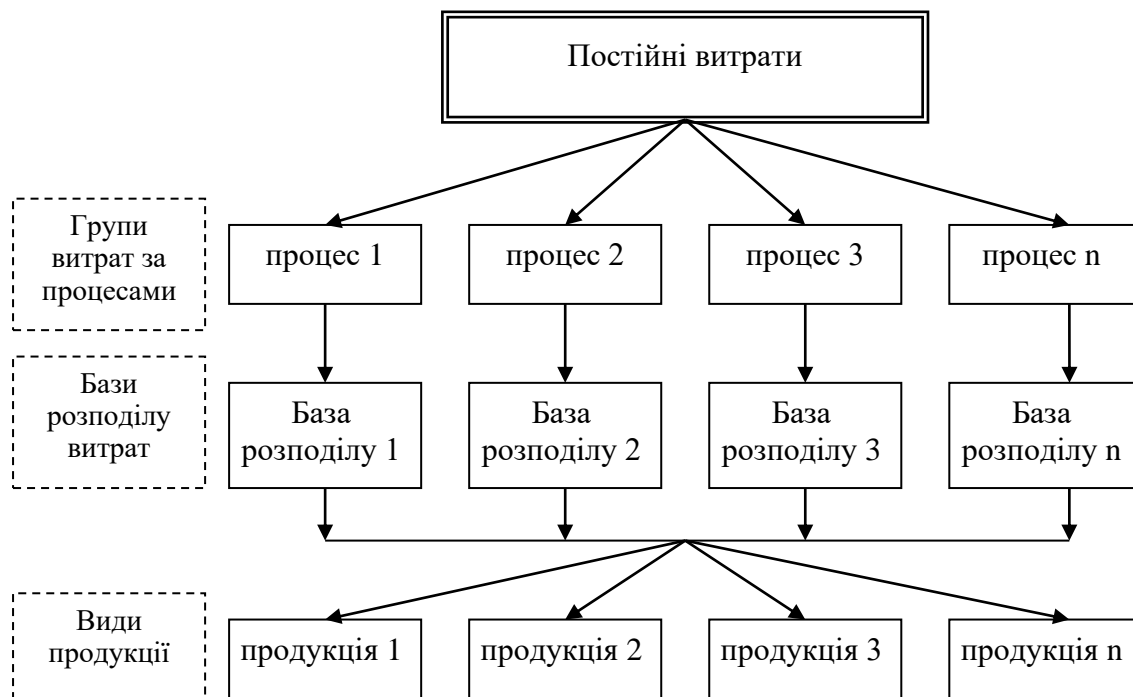 Постійні витрати
Групи
витрат за
процесами
процес 1
процес 2
процес 3
процес n
Бази
розподілу
витрат
База
розподілу 1
База
розподілу 2
База
розподілу 3
База
розподілу n
Види
продукції
продукція 1
продукція 2
продукція 3
продукція n